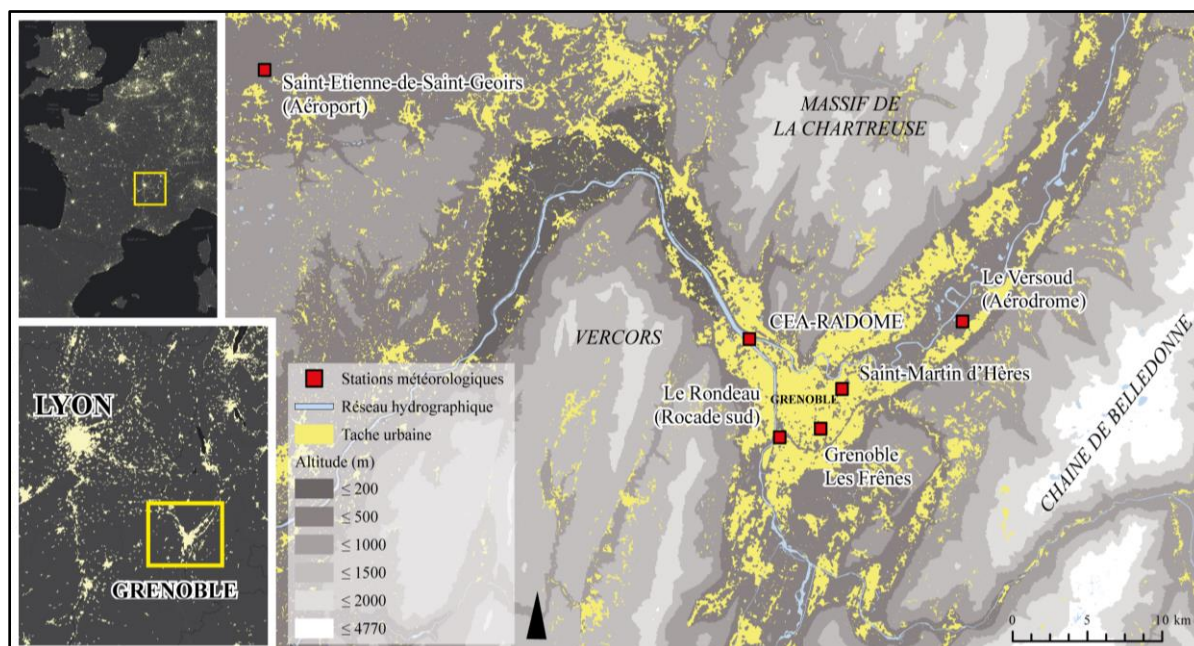 Saint-Etienne-de-Saint-Geoirs
(Aéroport)
MASSIF DE
LA CHARTREUSE
Le Versoud
(Aérodrome)
CEA-RADOME
VERCORS
Saint-Martin d'Hères
Le Rondeau
(Rocade sud)
GRENOBLE
Grenoble
Les Frênes
CHAINE DE BELLEDONNE
Stations météorologiques
Réseau hydrographique
Tache urbaine
Altitude (m)
≤ 200
≤ 500
≤ 1000
≤ 1500
≤ 2000
≤ 4770
LYON
GRENOBLE
0 5 10 km